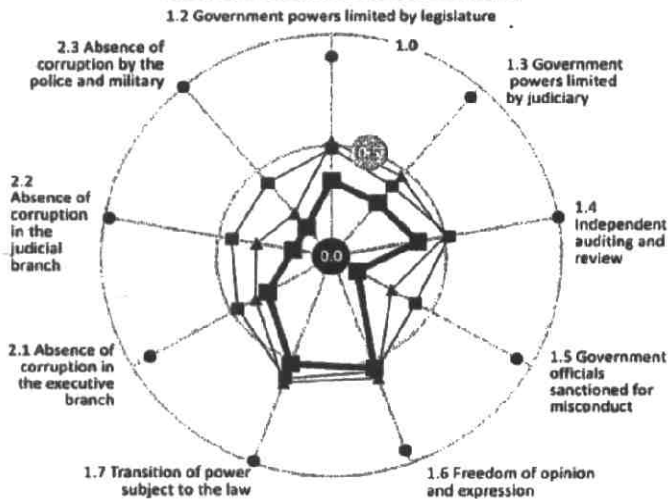 1.2 Government powers limited by legislature
1.0
2.3 Absence of
corruption by the
police and military
1.3 Government
powers limited
by judiciary
0.5
2.2
Absence of
corruption
in the
judicial
branch
1.4
Independent
auditing and
review
0.0
2.1 Absence of
corruption in
the executive
branch
1.5 Government
officials
sanctioned for
misconduct
1.7 Transition of power
subject to the law
1.6 Freedom of opinion
and expression